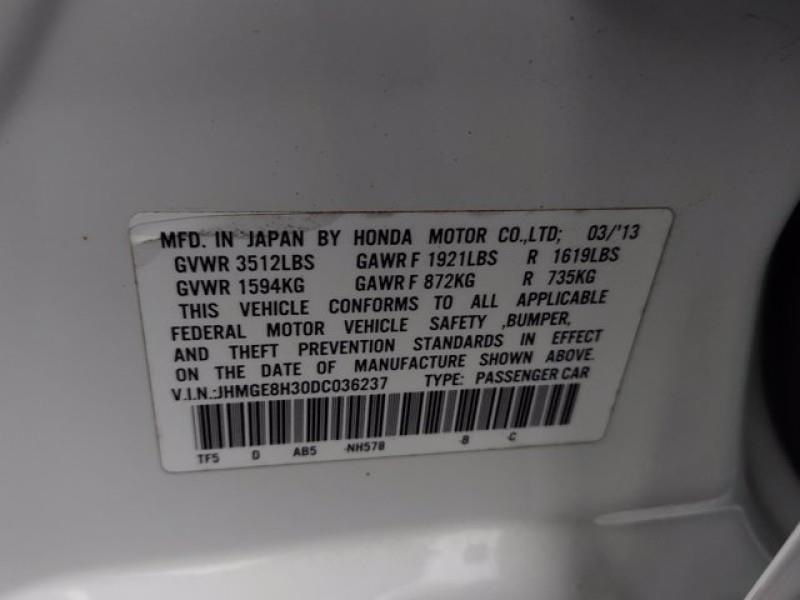 MFD. IN JAPAN BY HONDA MOTOR CO.,LTD; 03/'13
GVWR 3512LBS GAWR F 1921LBS R 1619LBS
GVWR 1594KG GAWR F 872KG R 735KG
THIS VEHICLE CONFORMS TO ALL APPLICABLE
FEDERAL MOTOR VEHICLE SAFETY ,BUMPER,
AND THEFT PREVENTION STANDARDS IN EFFECT
ON THE DATE OF MANUFACTURE SHOWN ABOVE.
V.I.N.:JHMGE8H30DC036237 TYPE: PASSENGER CAR
TF5 D AB5 -NH578 -B -C